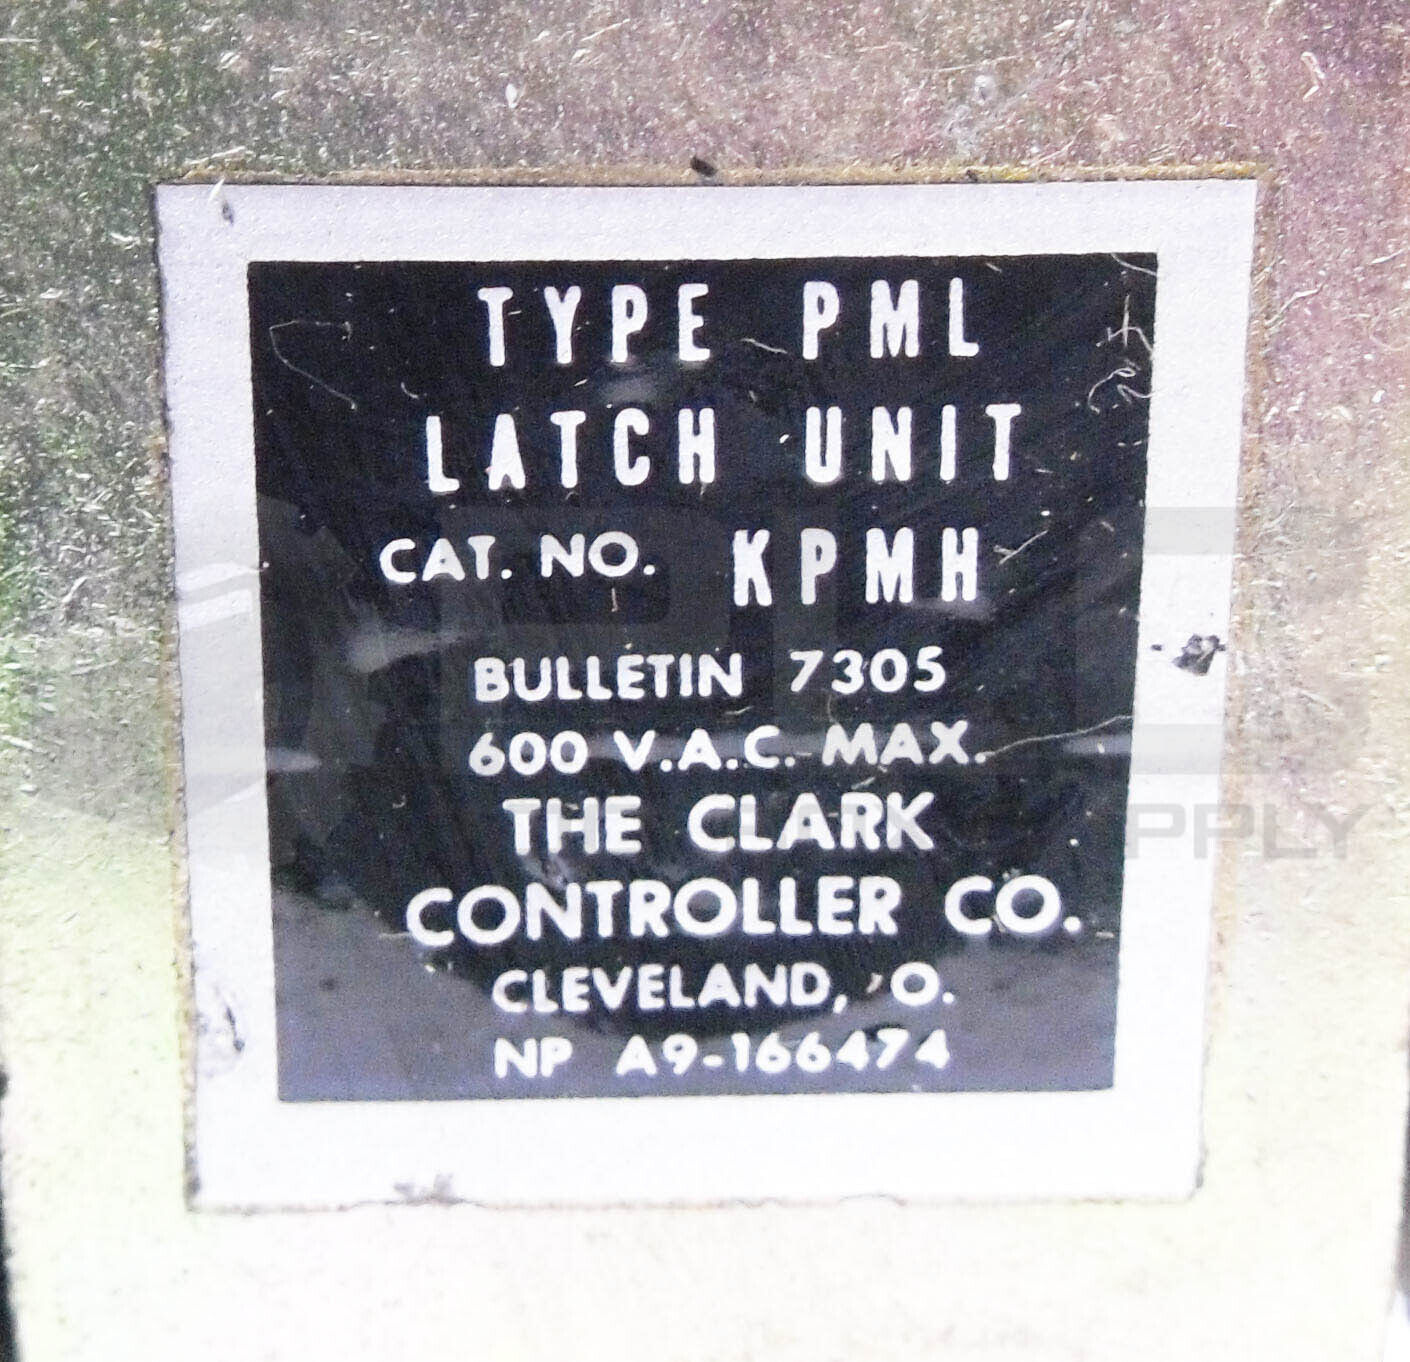 TYPE PML
LATCH UNIT
CAT. NO. KPMH
BULLETIN 7305
600 V.A.C. MAX.
THE CLARK
CONTROLLER CO.
CLEVELAND, O.
NP A9-166474